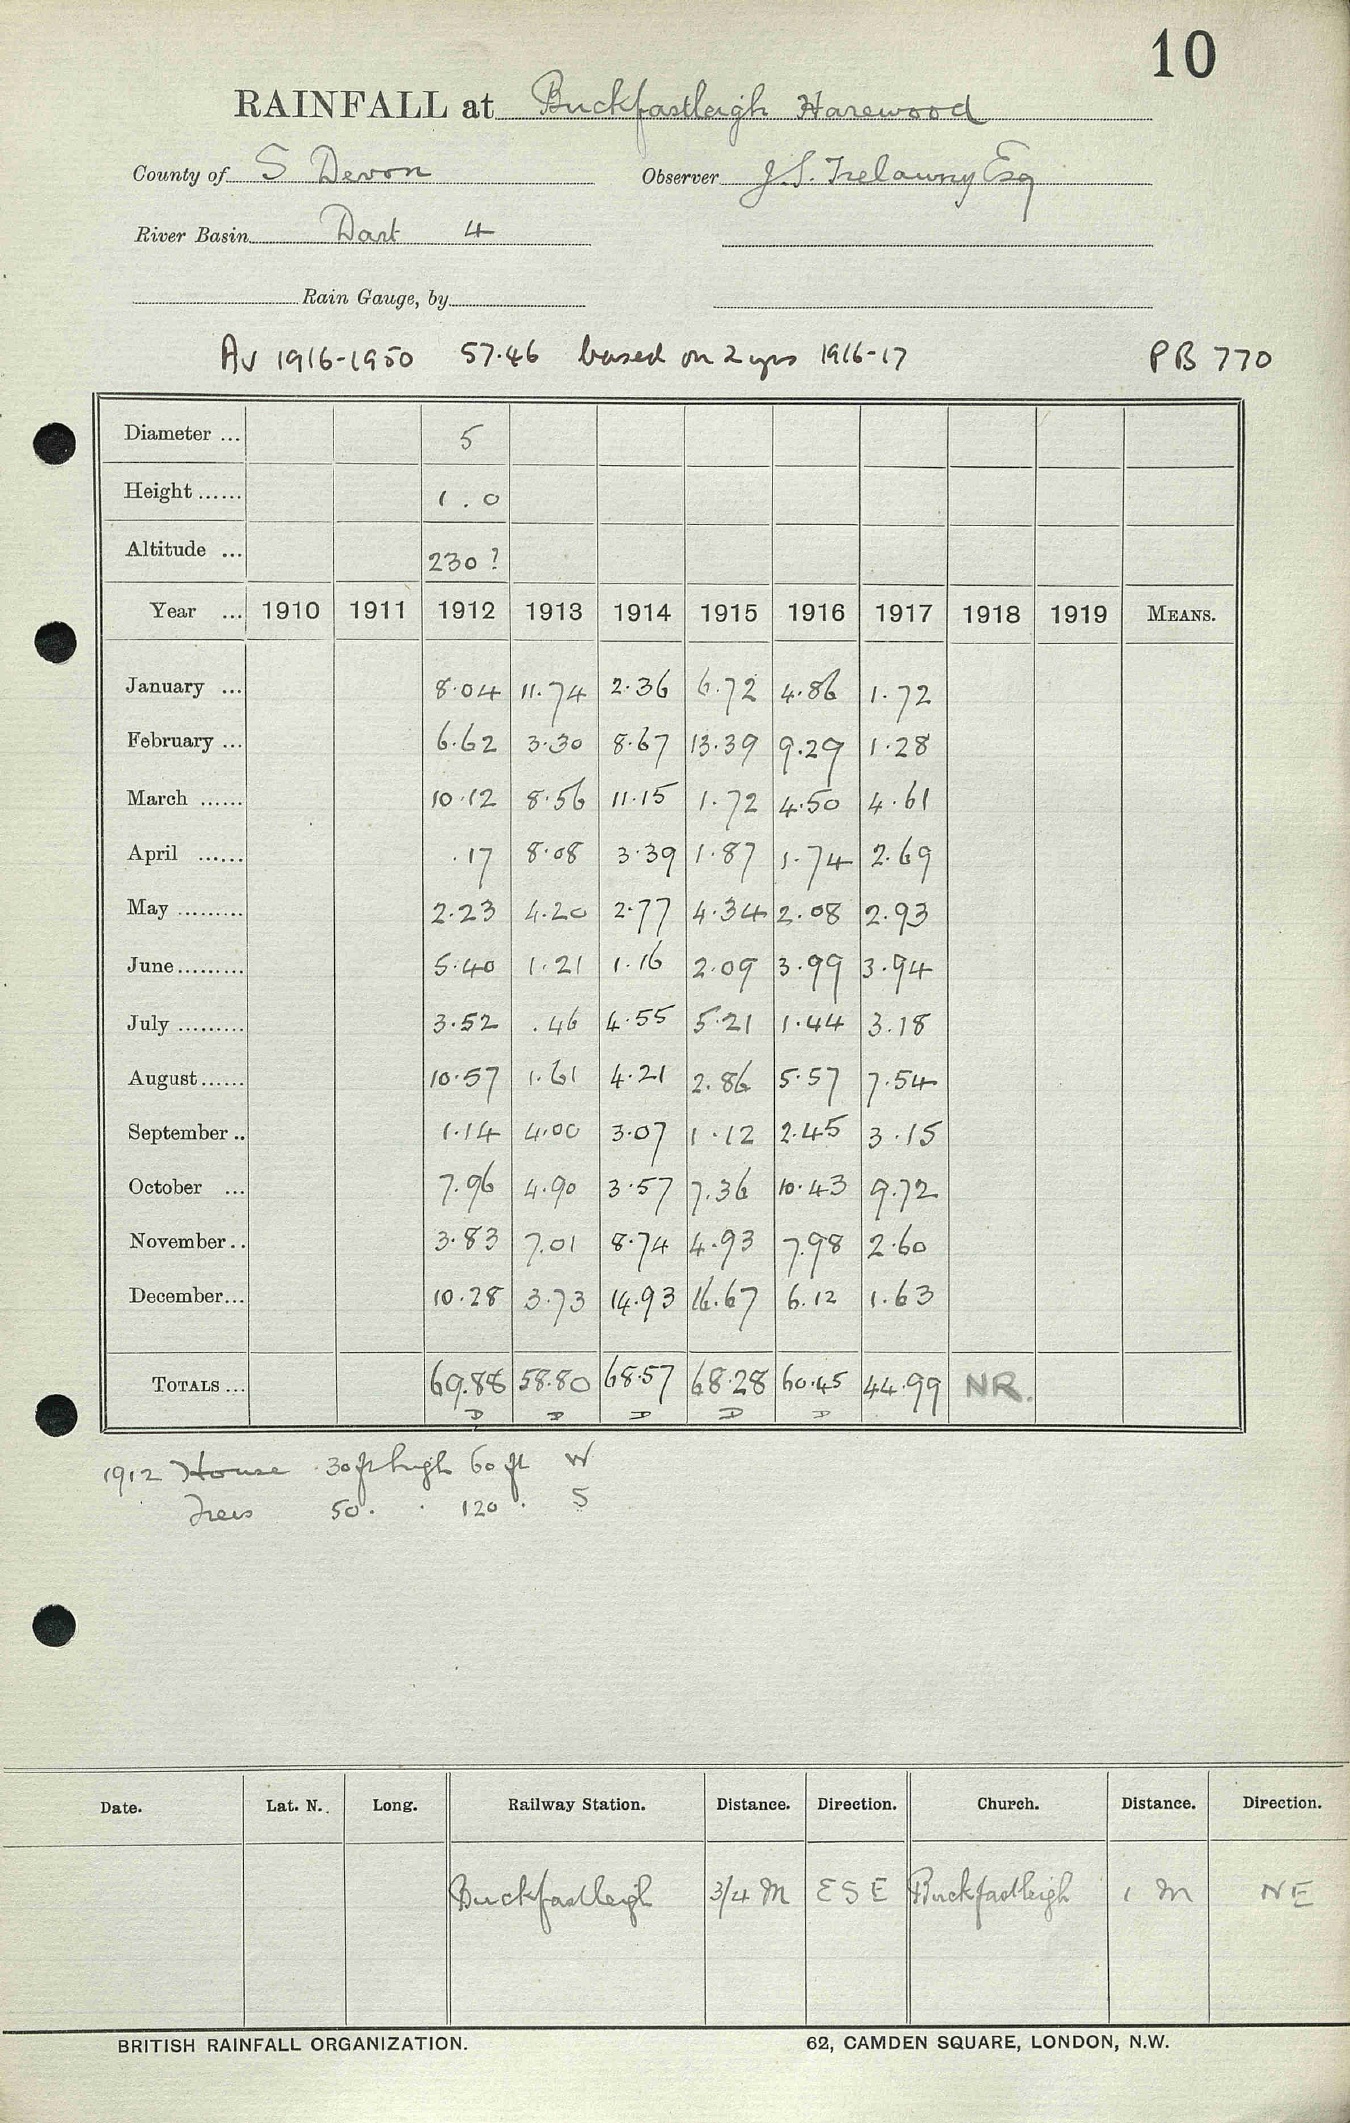 10
RAINFALL at Buckfastleigh Harewood
County of S Devon Observer J.S. Trelawny Esq
River Basin Dart 4
Rain Gauge, by
Av 1916-1950 57.46 based on 2 yrs 1916-17 PB 770
Diameter ... 5
Height ...... 1.0
Altitude ... 230?
Year ... 1910 1911 1912 1913 1914 1915 1916 1917 1918 1919 MEANS.
January ... 8.04 11.74 2.36 6.72 4.86 1.72
February ... 6.62 3.30 8.67 13.39 9.29 1.28
March ...... 10.12 8.56 11.15 1.72 4.50 4.61
April ...... .17 8.08 3.39 1.87 1.74 2.69
May ......... 2.23 4.20 2.77 4.34 2.08 2.93
June......... 5.40 1.21 1.16 2.09 3.99 3.94
July ......... 3.52 .46 4.55 5.21 1.44 3.18
August...... 10.57 1.61 4.21 2.86 5.57 7.54
September .. 1.14 4.00 3.07 1.12 2.45 3.15
October ... 7.96 4.90 3.57 7.36 10.43 9.72
November.. 3.83 7.01 8.74 4.93 7.98 2.60
December... 10.28 3.73 14.93 16.67 6.12 1.63
TOTALS ... 69.88 58.80 68.57 68.28 60.45 44.99 NR.
D D D D D
1912 House 30 ft high 60 ft W
Trees 50 . . 120 . S
Date. Lat. N. Long. Railway Station. Distance. Direction. Church. Distance. Direction.
Buckfastleigh 3/4 M ESE Buckfastleigh 1 M NE
BRITISH RAINFALL ORGANIZATION. 62, CAMDEN SQUARE, LONDON, N.W.